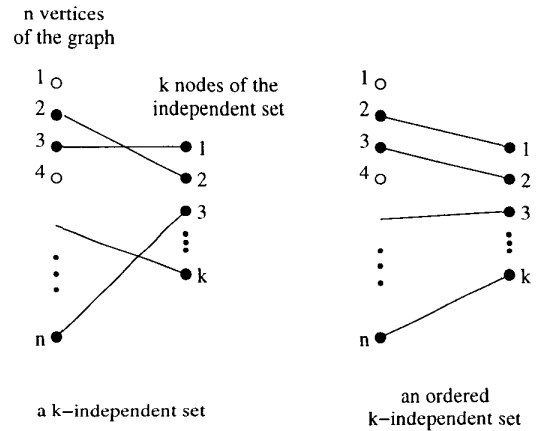 n vertices
of the graph
k nodes of the
independent set
1
2
3
4
n
1
2
3
k
1
2
3
4
n
1
2
3
k
a k−independent set
an ordered
k−independent set